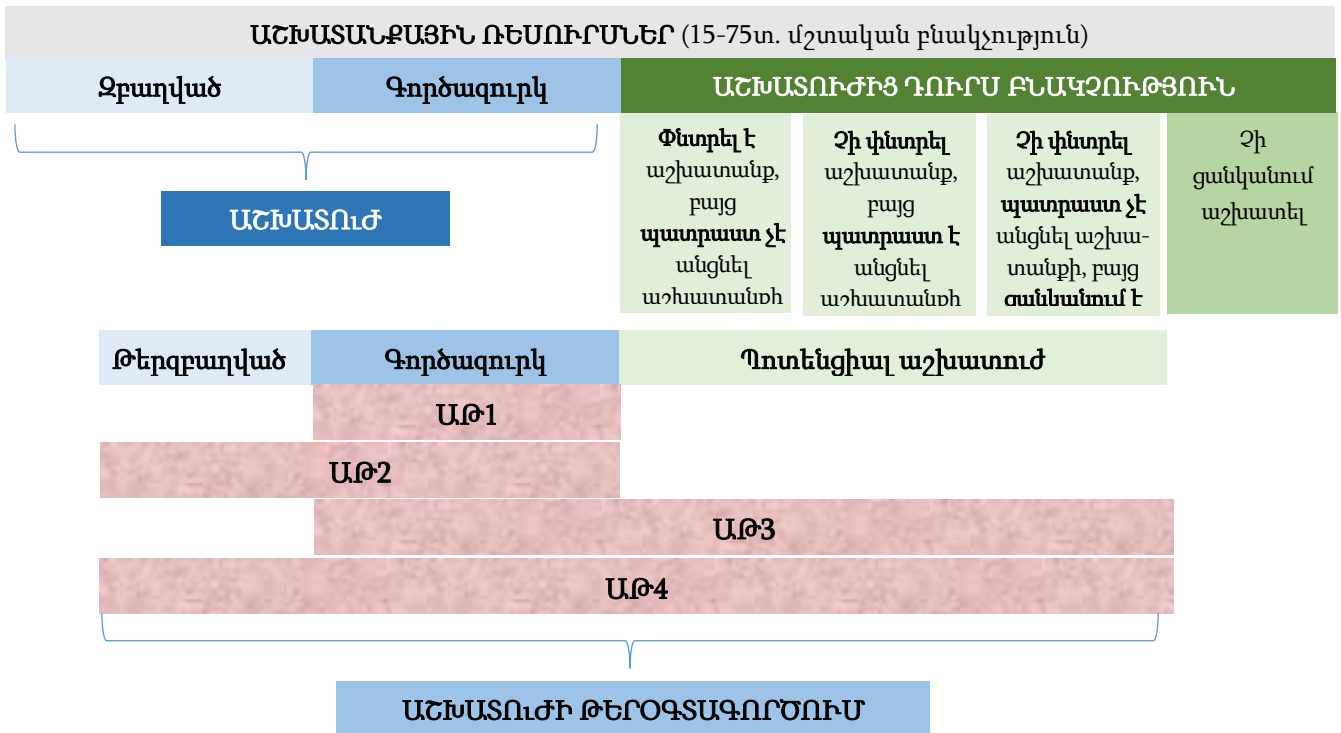 ԱՇԽԱՏԱՆՔԱՅԻՆ ՌԵՍՈՒՐՍՆԵՐ (15-75տ. մշտական բնակչություն)
Զբաղված
Գործազուրկ
ԱՇԽԱՏՈՒԺԻՑ ԴՈՒՐՍ ԲՆԱԿՉՈՒԹՅՈՒՆ
ԱՇԽԱՏՈւԺ
Փնտրել է
աշխատանք,
բայց
պատրաստ չէ
անցնել
աշխատանքի
Չի փնտրել
աշխատանք,
բայց
պատրաստ է
անցնել
աշխատանքի
Չի փնտրել
աշխատանք,
պատրաստ չէ
անցնել աշխա-
տանքի, բայց
ցանկանում է
Չի
ցանկանում
աշխատել
Թերզբաղված
Գործազուրկ
Պոտենցիալ աշխատուժ
ԱԹ1
ԱԹ2
ԱԹ3
ԱԹ4
ԱՇԽԱՏՈւԺԻ ԹԵՐՕԳՏԱԳՈՐԾՈՒՄ